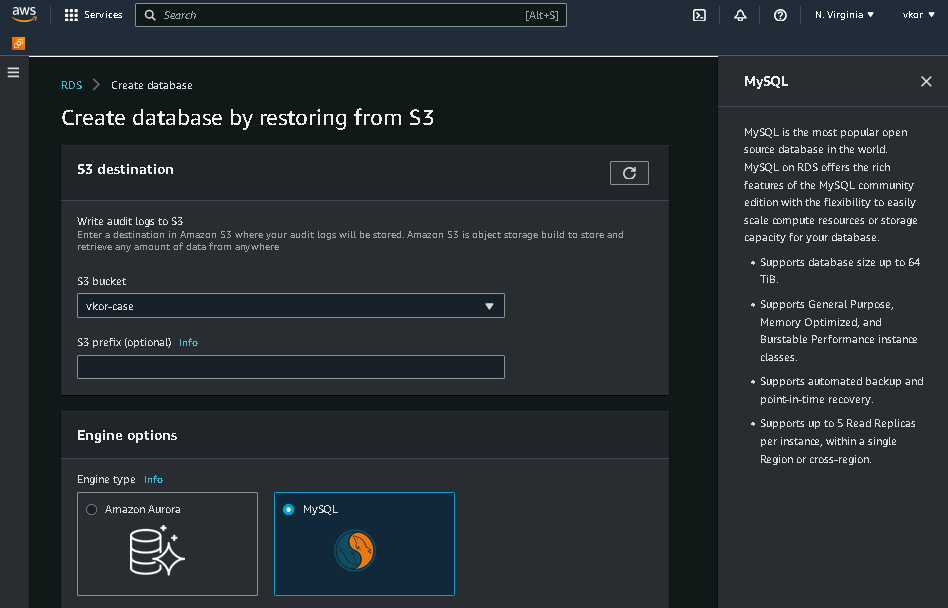 aws
Services
Search
[Alt+S]
N. Virginia
vkor
RDS
Create database
Create database by restoring from S3
S3 destination
Write audit logs to S3
Enter a destination in Amazon S3 where your audit logs will be stored. Amazon S3 is object storage build to store and
retrieve any amount of data from anywhere
S3 bucket
vkor-case
S3 prefix (optional) Info
Engine options
Engine type Info
Amazon Aurora
MySQL
MySQL
MySQL is the most popular open
source database in the world.
MySQL on RDS offers the rich
features of the MySQL community
edition with the flexibility to easily
scale compute resources or storage
capacity for your database.
• Supports database size up to 64
TiB.
• Supports General Purpose,
Memory Optimized, and
Burstable Performance instance
classes.
• Supports automated backup and
point-in-time recovery.
• Supports up to 5 Read Replicas
per instance, within a single
Region or cross-region.